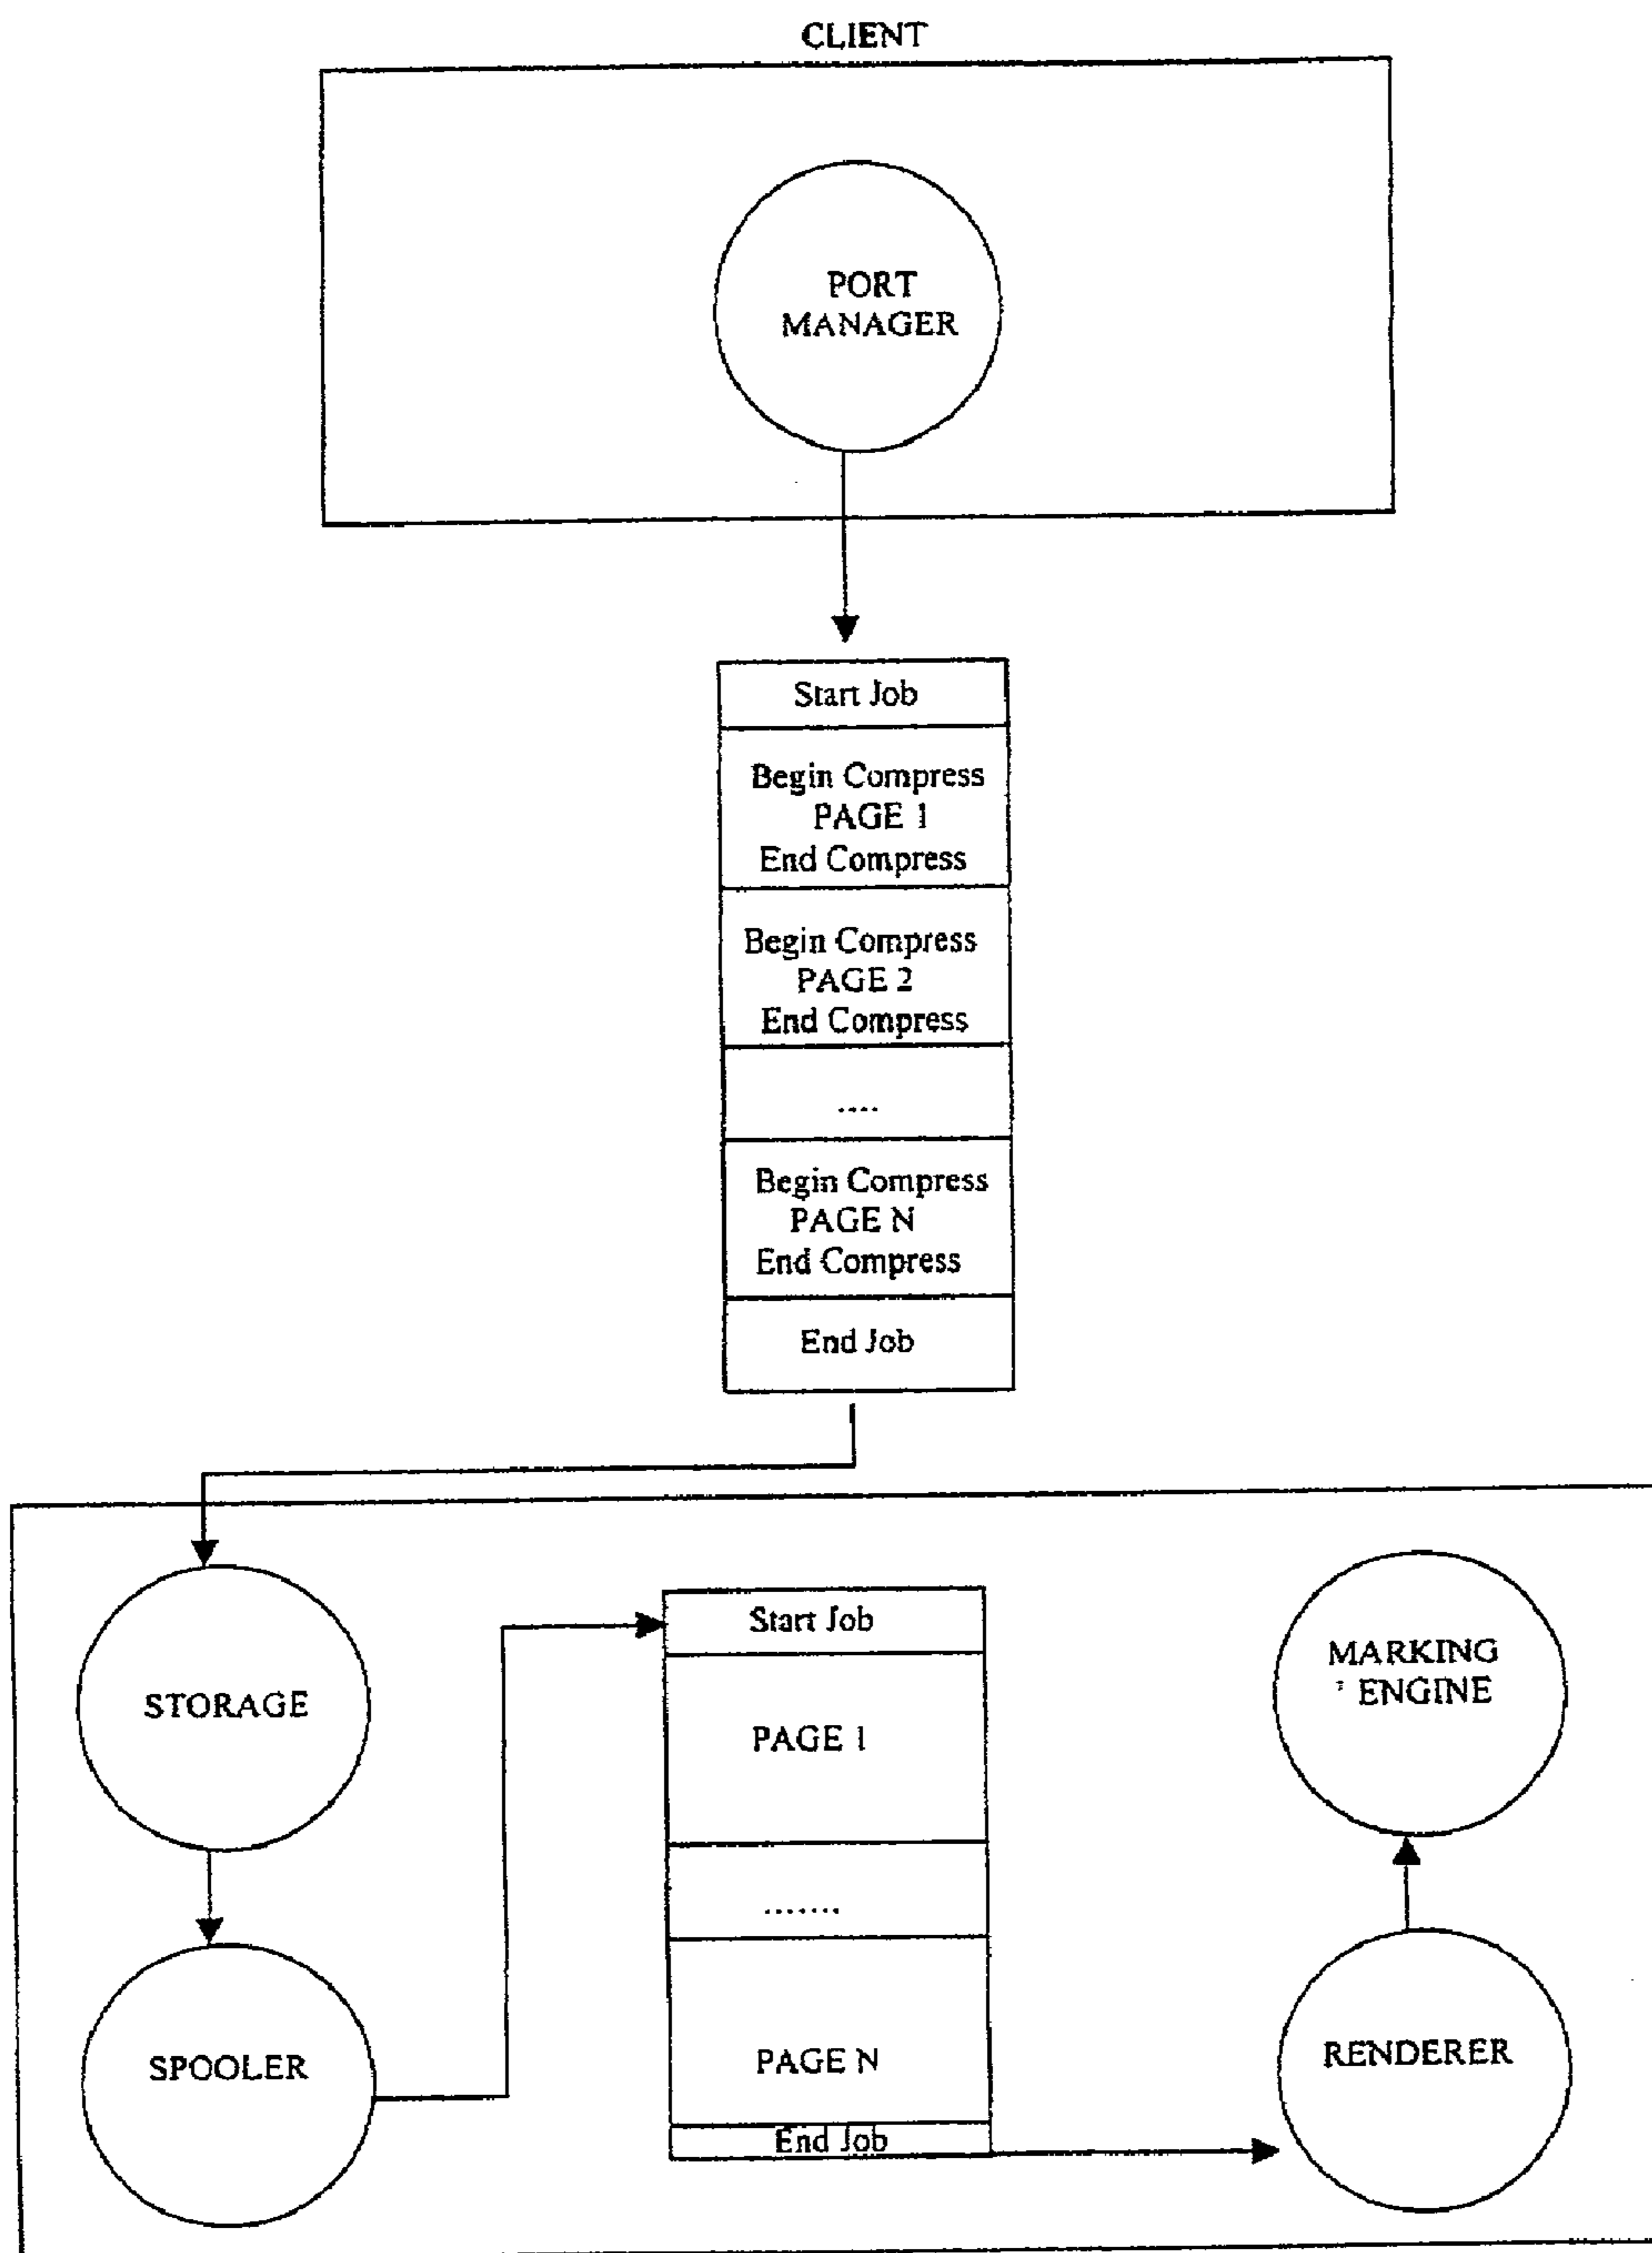 CLIENT
PORT
MANAGER
Start Job
Begin Compress
PAGE 1
End Compress
Begin Compress
PAGE 2
End Compress
....
Begin Compress
PAGE N
End Compress
End Job
STORAGE
SPOOLER
Start Job
PAGE 1
.......
PAGE N
End Job
MARKING
ENGINE
RENDERER